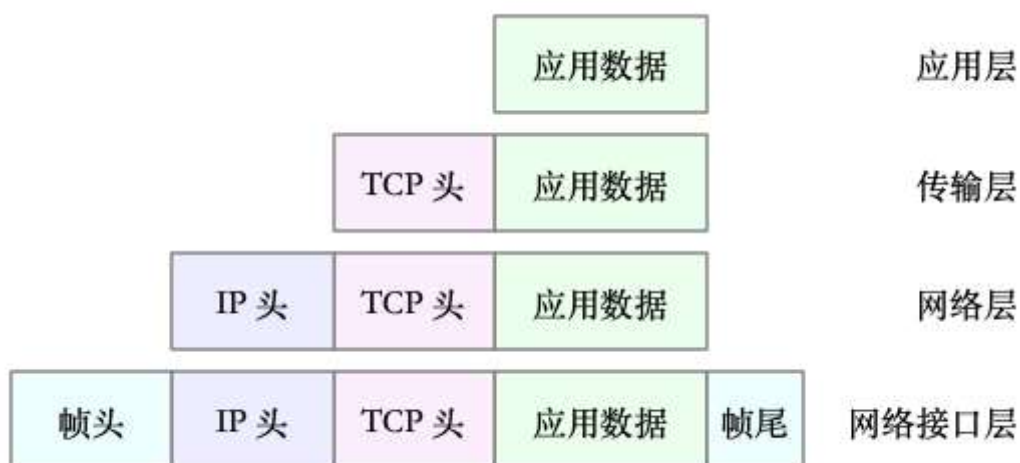 应用数据 应用层
TCP 头 应用数据 传输层
IP 头 TCP 头 应用数据 网络层
帧头 IP 头 TCP 头 应用数据 帧尾 网络接口层